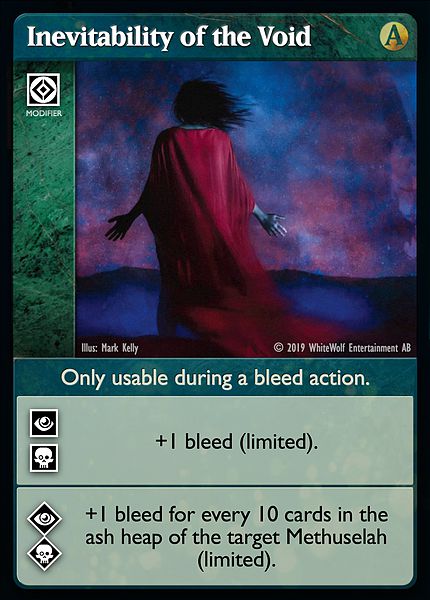 Inevitability of the Void
A
MODIFIER
Illus: Mark Kelly
© 2019 WhiteWolf Entertainment AB
Only usable during a bleed action.
+1 bleed (limited).
+1 bleed for every 10 cards in the
ash heap of the target Methuselah
(limited).